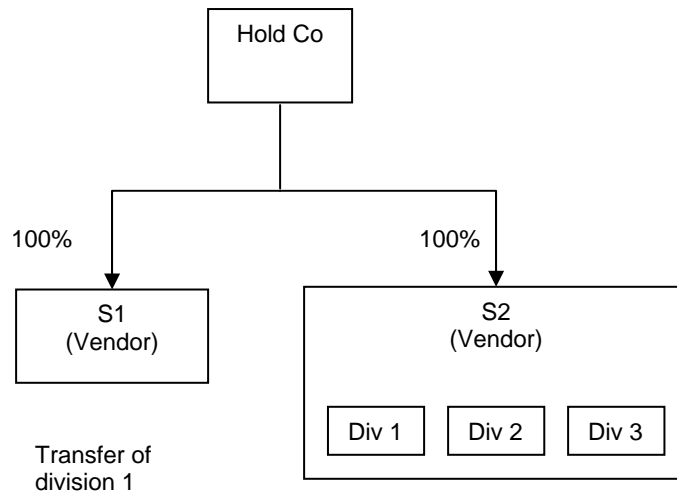 Hold Co
100%
100%
S1
(Vendor)
S2
(Vendor)
Div 1
Div 2
Div 3
Transfer of
division 1